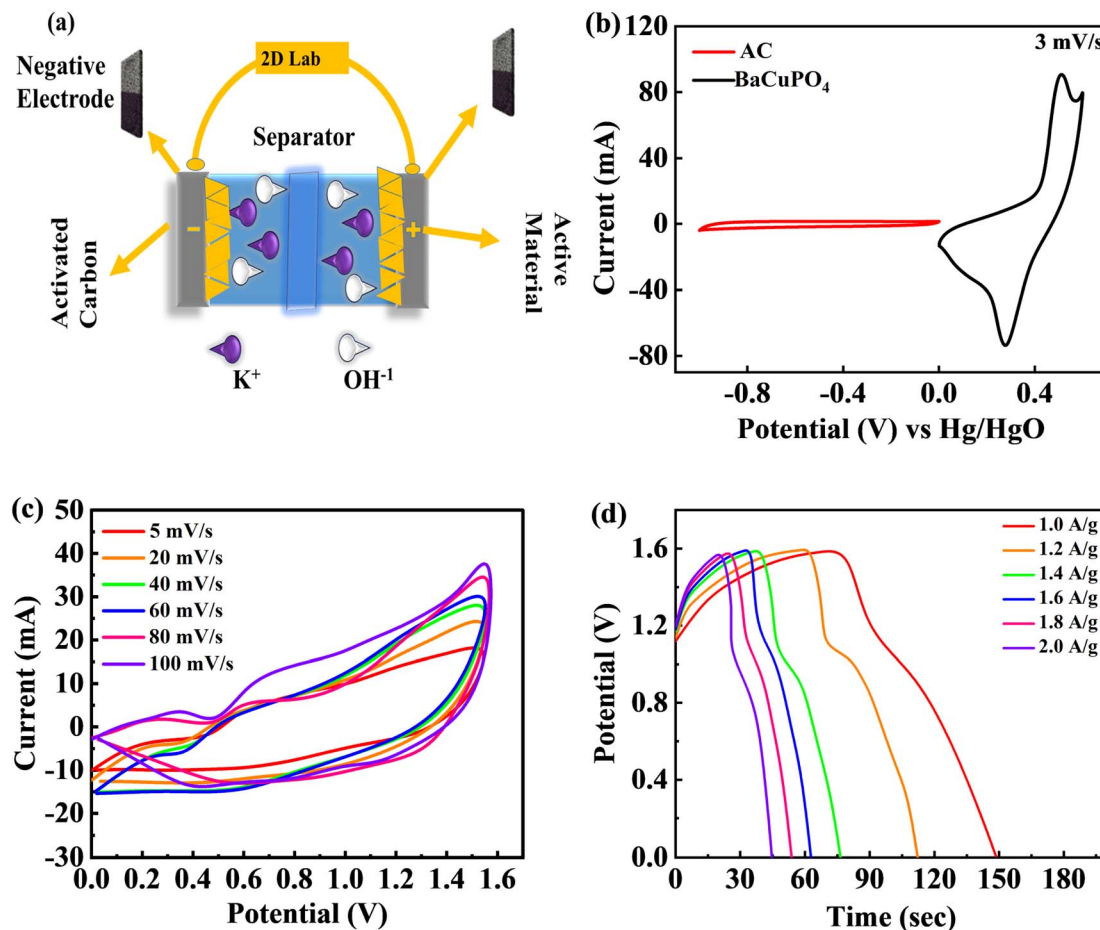 (a)
Negative
Electrode
2D Lab
Separator
-
+
Activated
Carbon
Active
Material
K⁺
OH⁻¹
(b)
AC
BaCuPO₄
3 mV/s
120
80
40
0
-40
-80
Current (mA)
-0.8
-0.4
0.0
0.4
Potential (V) vs Hg/HgO
(c)
5 mV/s
20 mV/s
40 mV/s
60 mV/s
80 mV/s
100 mV/s
50
40
30
20
10
0
-10
-20
-30
Current (mA)
0.0 0.2 0.4 0.6 0.8 1.0 1.2 1.4 1.6
Potential (V)
(d)
1.0 A/g
1.2 A/g
1.4 A/g
1.6 A/g
1.8 A/g
2.0 A/g
1.6
1.2
0.8
0.4
0.0
Potential (V)
0 30 60 90 120 150 180
Time (sec)